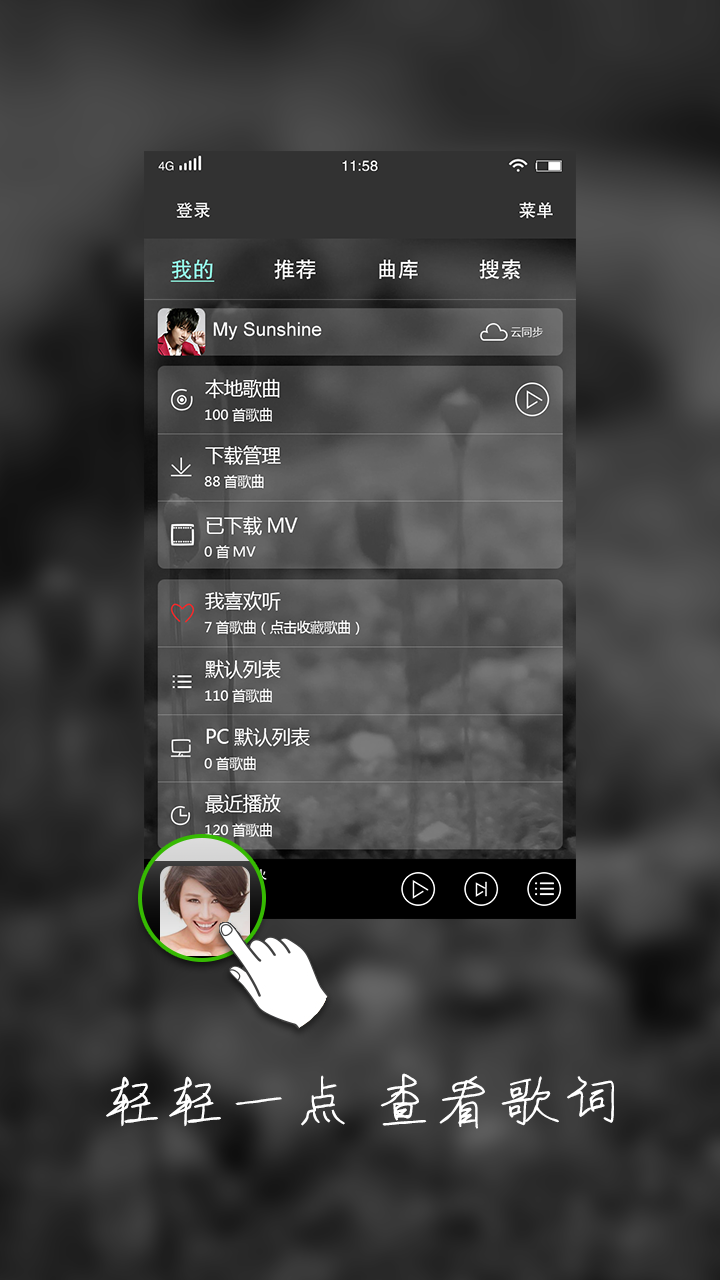 4G 11:58
登录 菜单
我的 推荐 曲库 搜索
My Sunshine 云同步
本地歌曲
100 首歌曲
下载管理
88 首歌曲
已下载 MV
0 首 MV
我喜欢听
7 首歌曲（点击收藏歌曲）
默认列表
110 首歌曲
PC 默认列表
0 首歌曲
最近播放
120 首歌曲
轻轻一点 查看歌词